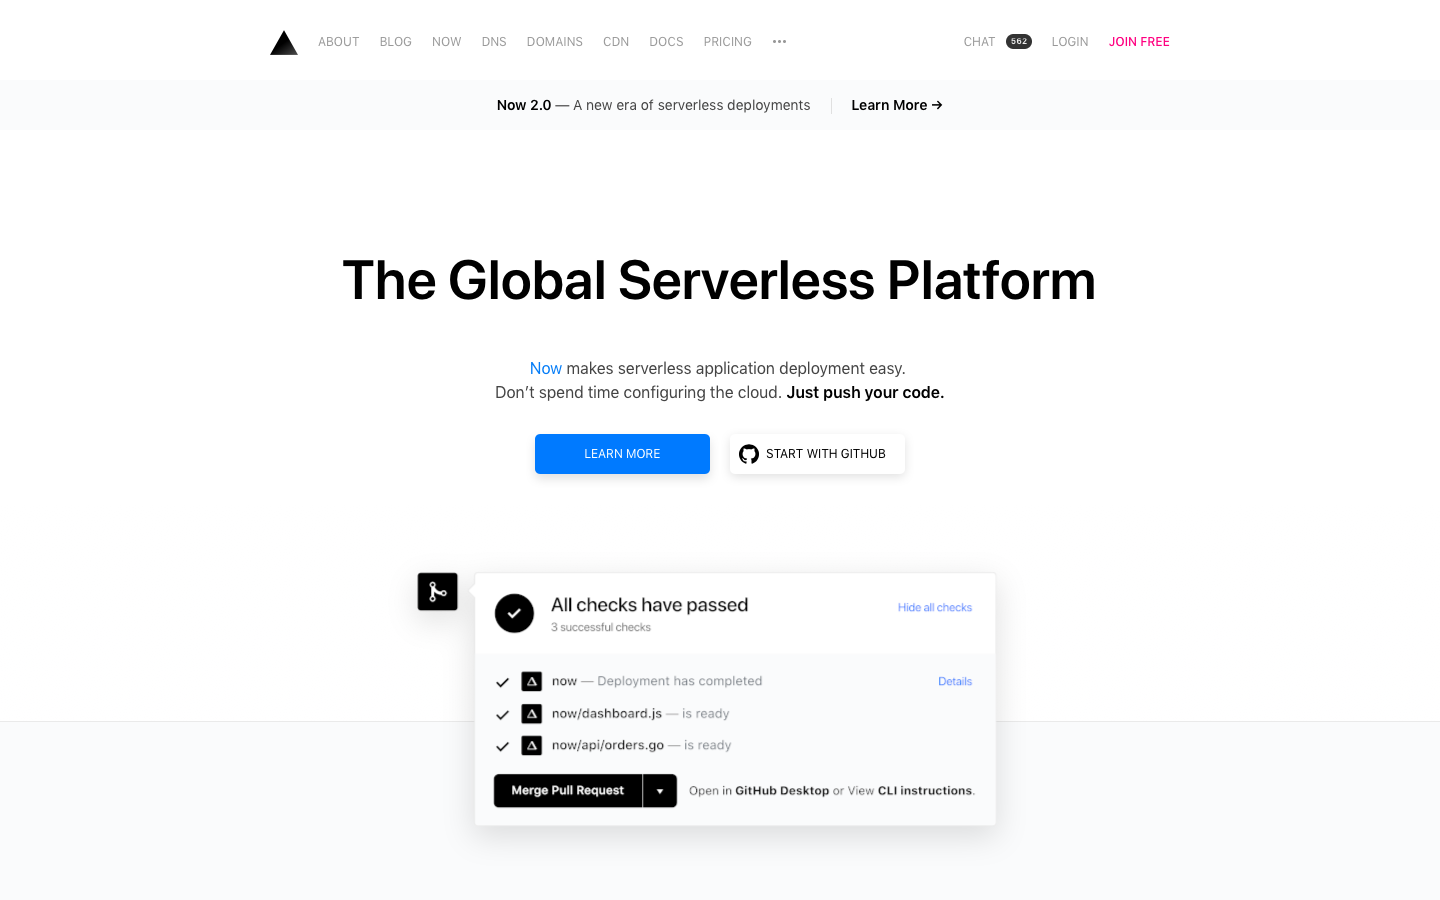 ABOUT BLOG NOW DNS DOMAINS CDN DOCS PRICING CHAT 562 LOGIN JOIN FREE
Now 2.0 — A new era of serverless deployments Learn More →
The Global Serverless Platform
Now makes serverless application deployment easy.
Don’t spend time configuring the cloud. Just push your code.
LEARN MORE START WITH GITHUB
All checks have passed Hide all checks
3 successful checks
now — Deployment has completed Details
now/dashboard.js — is ready
now/api/orders.go — is ready
Merge Pull Request Open in GitHub Desktop or View CLI instructions.